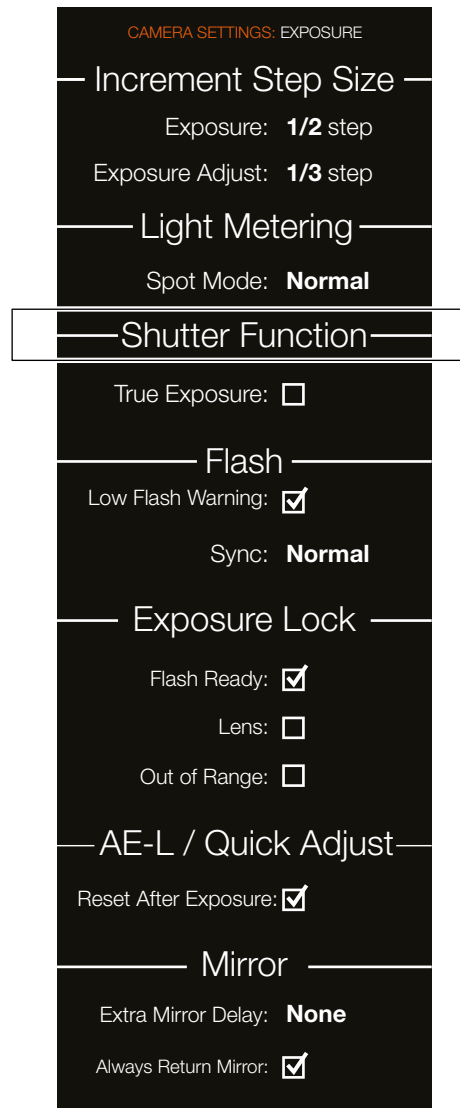 CAMERA SETTINGS: EXPOSURE
Increment Step Size
Exposure: 1/2 step
Exposure Adjust: 1/3 step
Light Metering
Spot Mode: Normal
Shutter Function
True Exposure:
Flash
Low Flash Warning:
Sync: Normal
Exposure Lock
Flash Ready:
Lens:
Out of Range:
AE-L / Quick Adjust
Reset After Exposure:
Mirror
Extra Mirror Delay: None
Always Return Mirror: